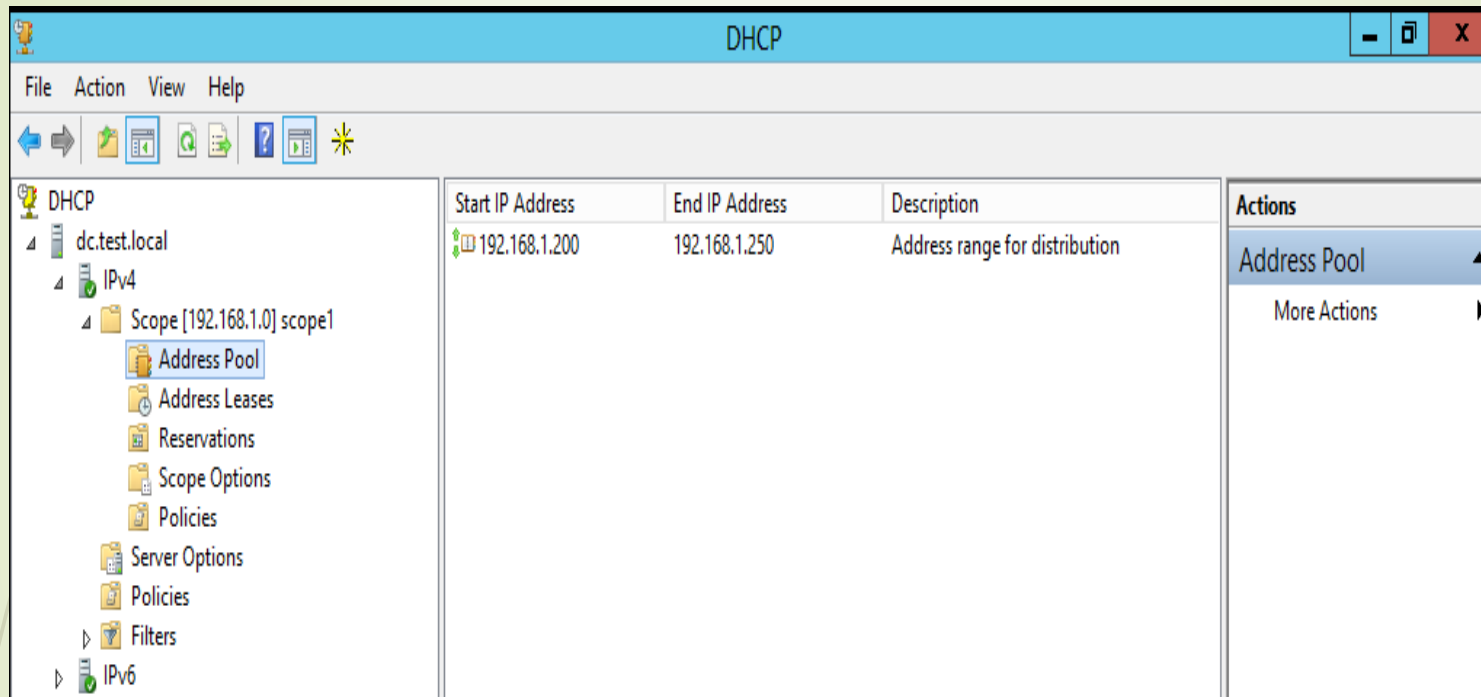 DHCP
File Action View Help
DHCP
dc.test.local
IPv4
Scope [192.168.1.0] scope1
Address Pool
Address Leases
Reservations
Scope Options
Policies
Server Options
Policies
Filters
IPv6
Start IP Address End IP Address Description
192.168.1.200 192.168.1.250 Address range for distribution
Actions
Address Pool
More Actions